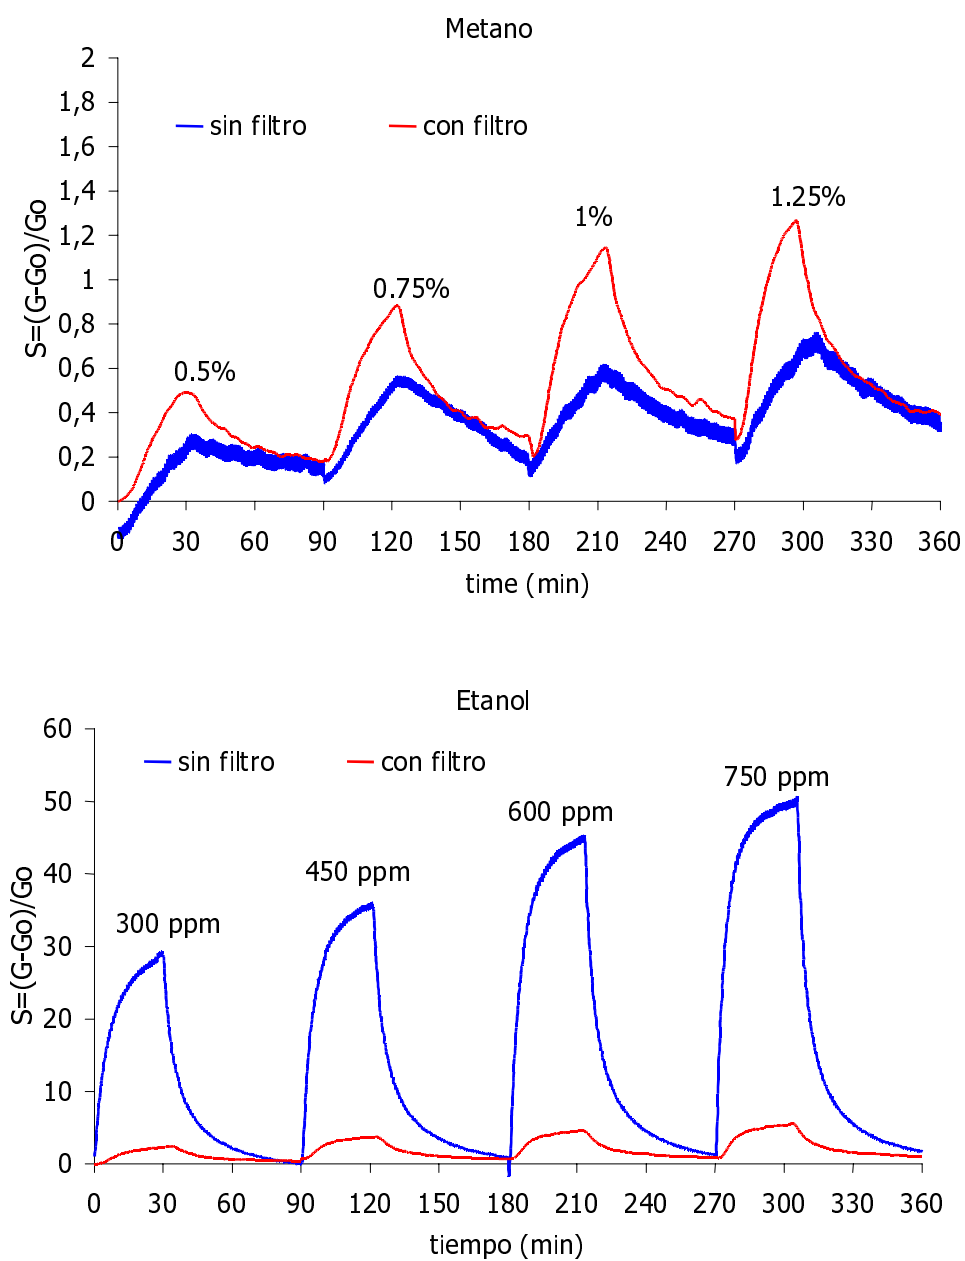 Metano
2
1,8
1,6
1,4
1,2
1
0,8
0,6
0,4
0,2
0
S=(G-Go)/Go
sin filtro con filtro
0.5%
0.75%
1%
1.25%
0 30 60 90 120 150 180 210 240 270 300 330 360
time (min)
Etanol
60
50
40
30
20
10
0
S=(G-Go)/Go
sin filtro con filtro
300 ppm
450 ppm
600 ppm
750 ppm
0 30 60 90 120 150 180 210 240 270 300 330 360
tiempo (min)